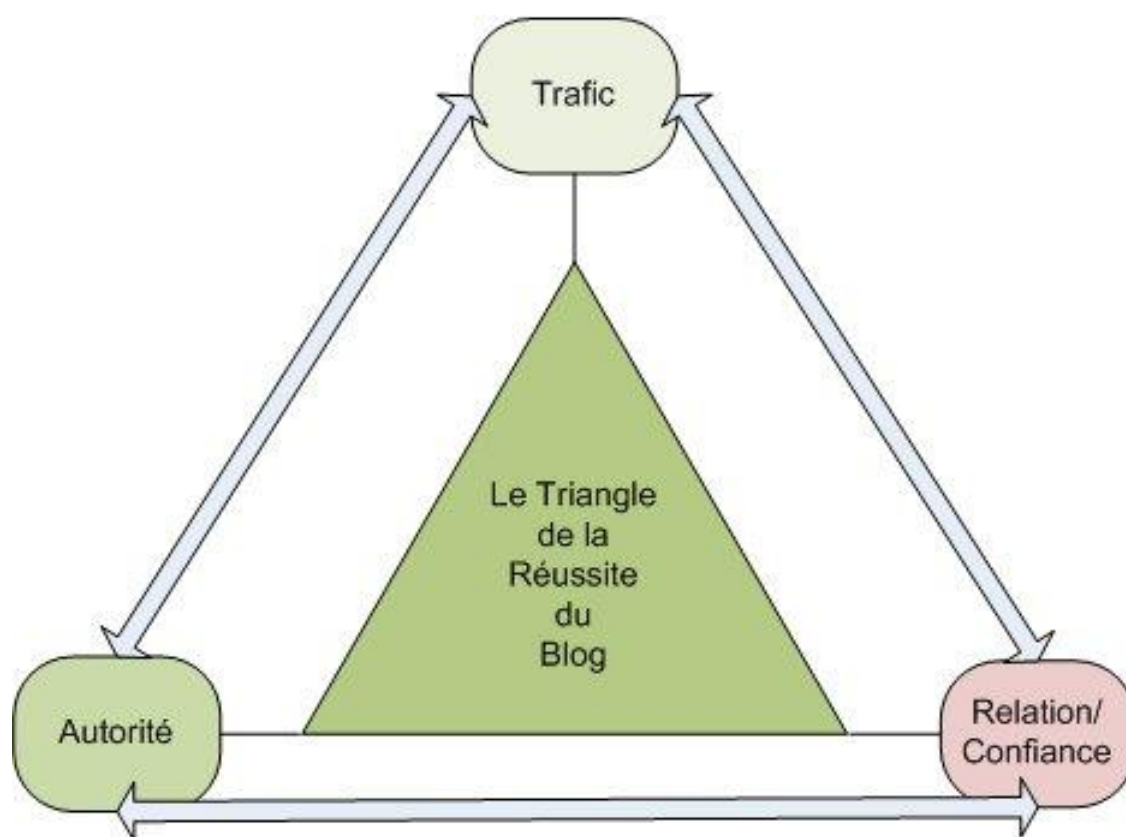 Trafic
Le Triangle
de la
Réussite
du
Blog
Autorité
Relation/
Confiance